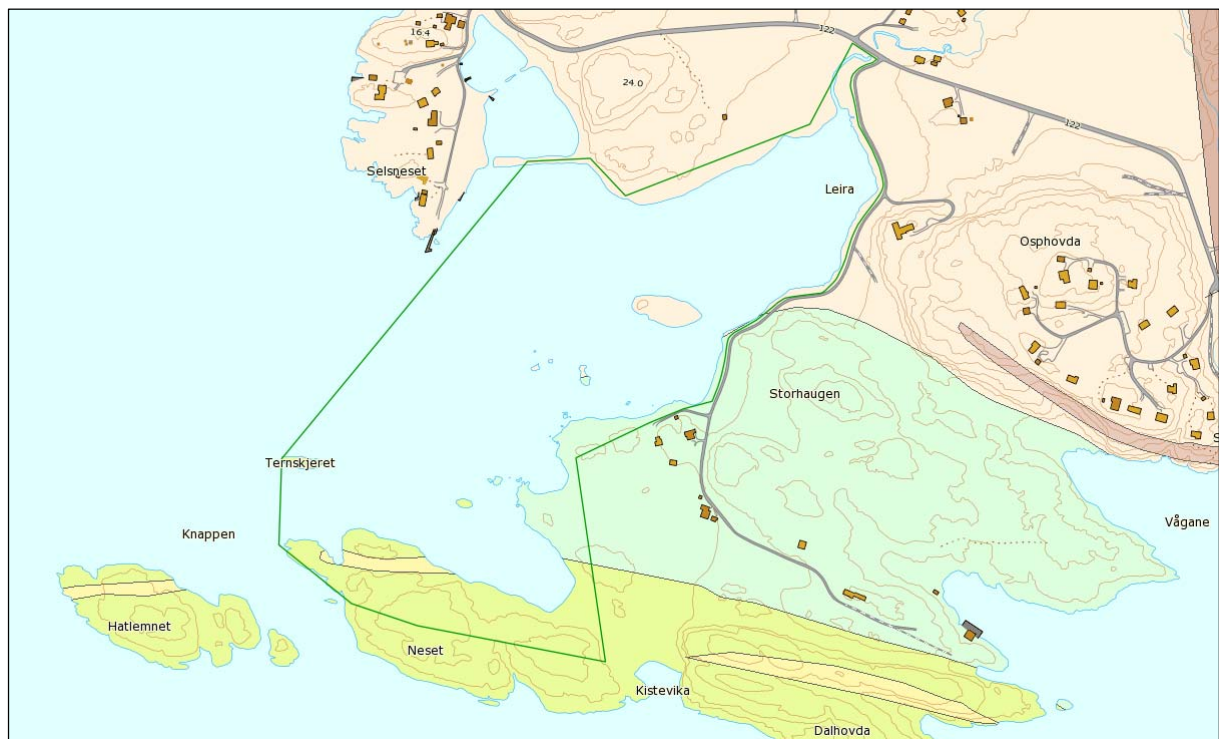 16.4
122
24.0
122
Selsneset
Leira
Osphovda
Storhaugen
S
Ternskjeret
Knappen
Vågane
Hatlemnet
Neset
Kistevika
Dalhovda